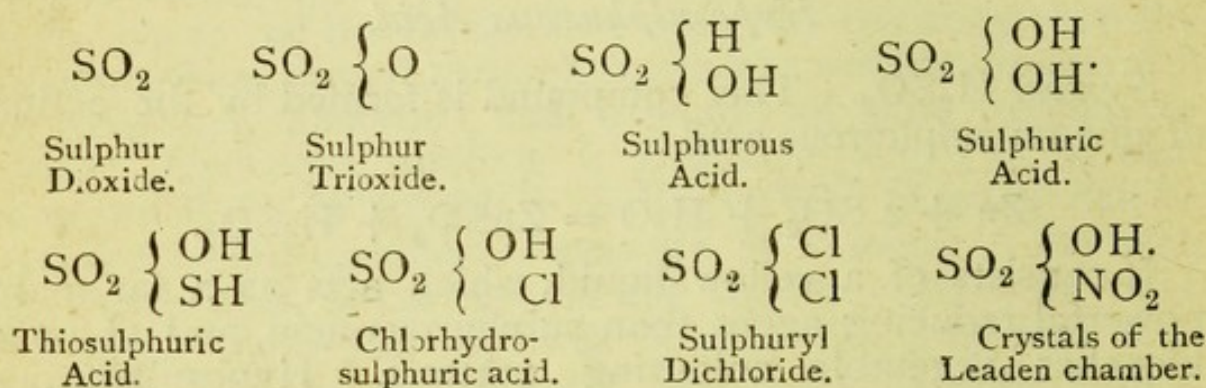 SO₂ SO₂ { O SO₂ { H OH SO₂ { OH OH.
Sulphur Dioxide. Sulphur Trioxide. Sulphurous Acid. Sulphuric Acid.
SO₂ { OH SH SO₂ { OH Cl SO₂ { Cl Cl SO₂ { OH. NO₂
Thiosulphuric Acid. Chlorhydro-sulphuric acid. Sulphuryl Dichloride. Crystals of the Leaden chamber.